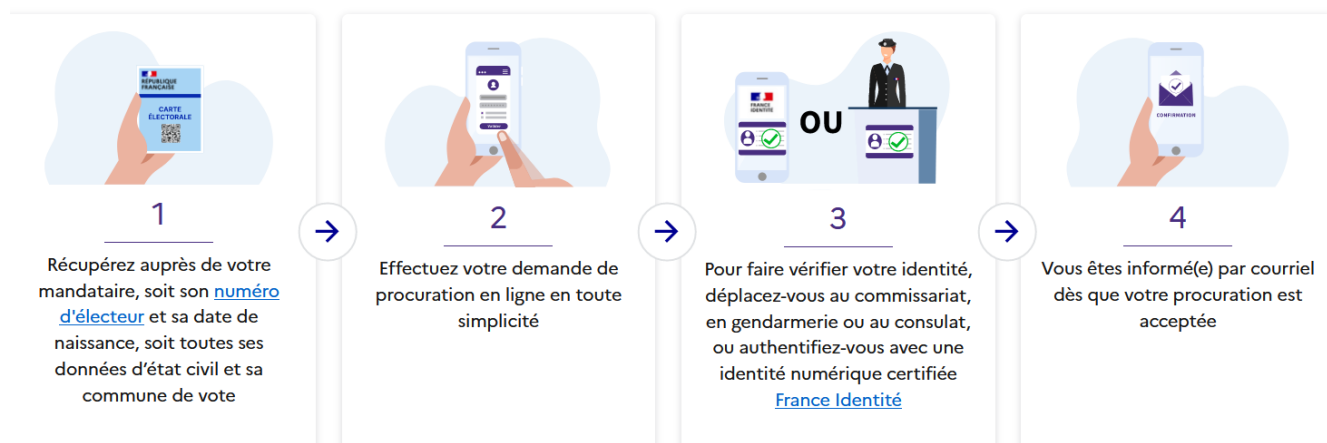 RÉPUBLIQUE
FRANÇAISE
CARTE
ÉLECTORALE
1
Récupérez auprès de votre
mandataire, soit son numéro
d'électeur et sa date de
naissance, soit toutes ses
données d’état civil et sa
commune de vote
2
Effectuez votre demande de
procuration en ligne en toute
simplicité
FRANCE
IDENTITÉ
OU
3
Pour faire vérifier votre identité,
déplacez-vous au commissariat,
en gendarmerie ou au consulat,
ou authentifiez-vous avec une
identité numérique certifiée
France Identité
CONFIRMATION
4
Vous êtes informé(e) par courriel
dès que votre procuration est
acceptée